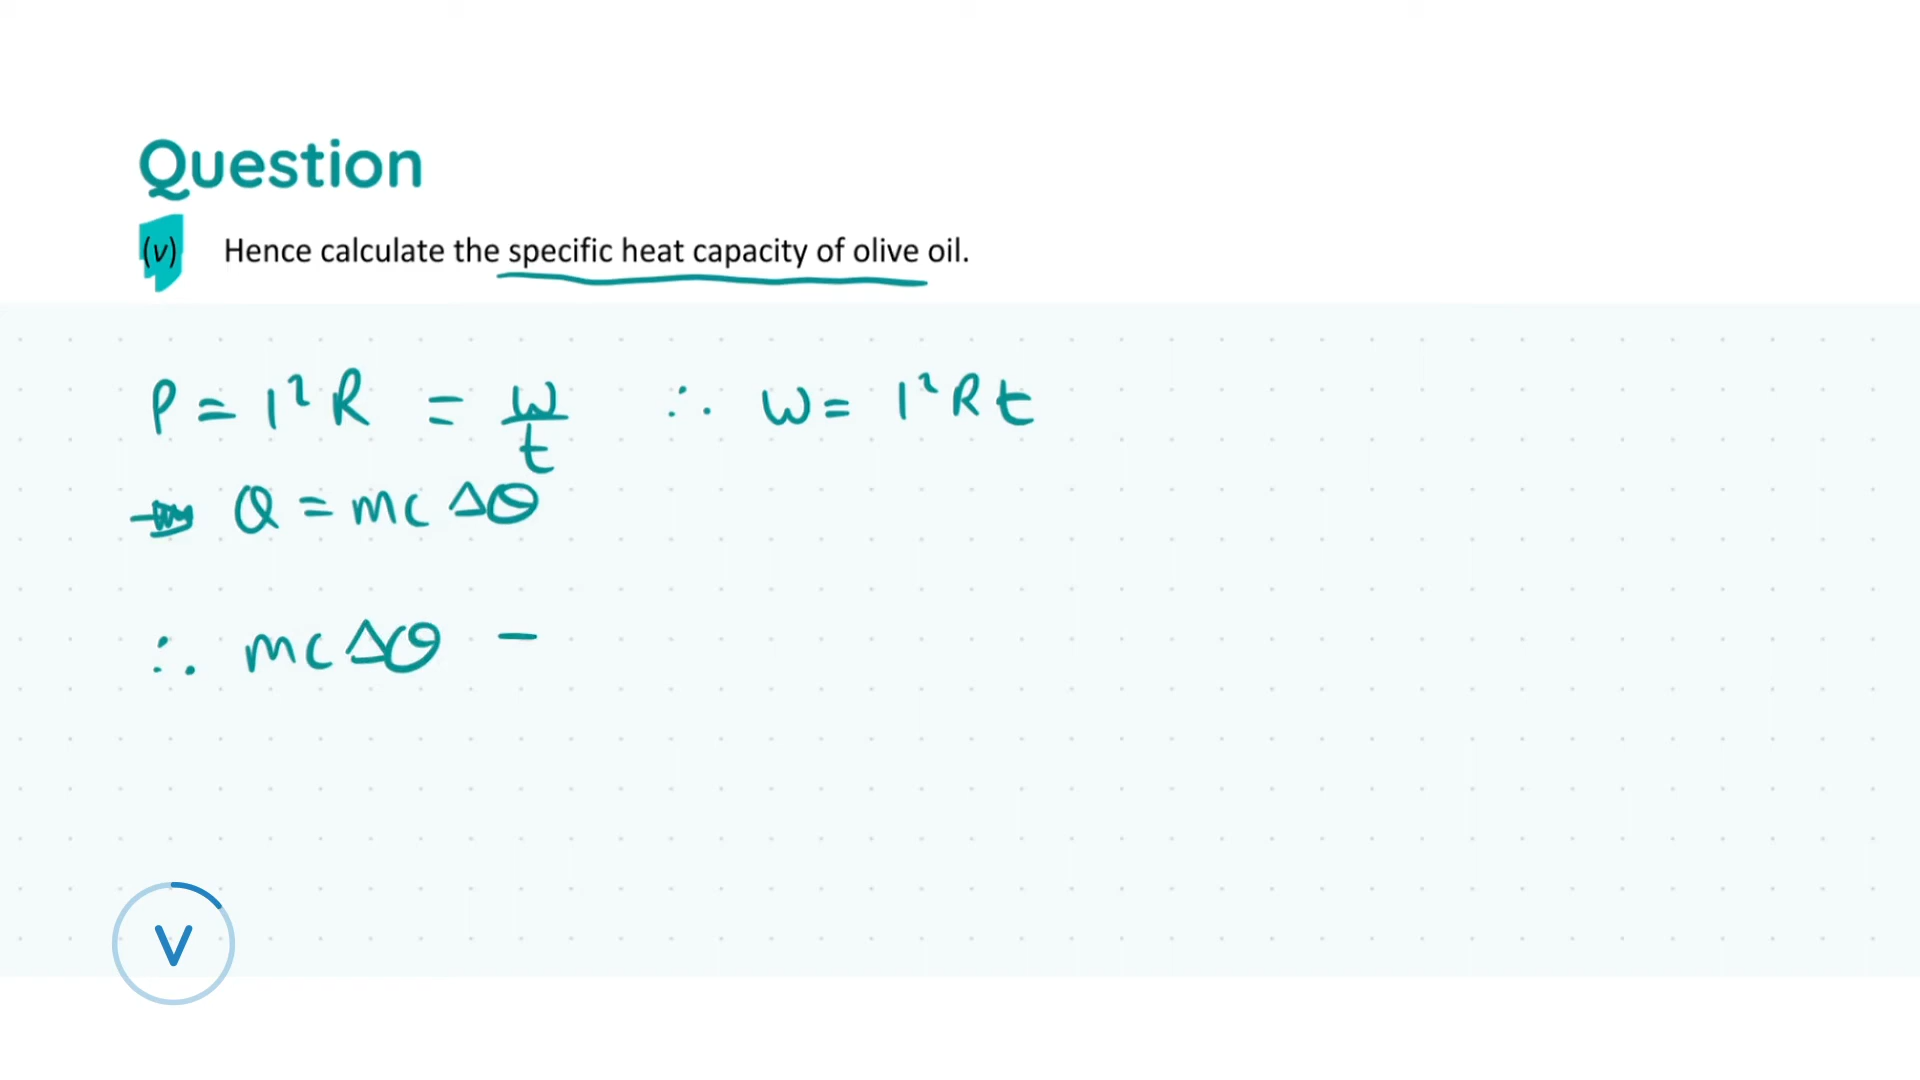 Question
(v) Hence calculate the specific heat capacity of olive oil.
P = I²R = W/t ∴ W = I²Rt
Q = mcΔθ
∴ mcΔθ −
V